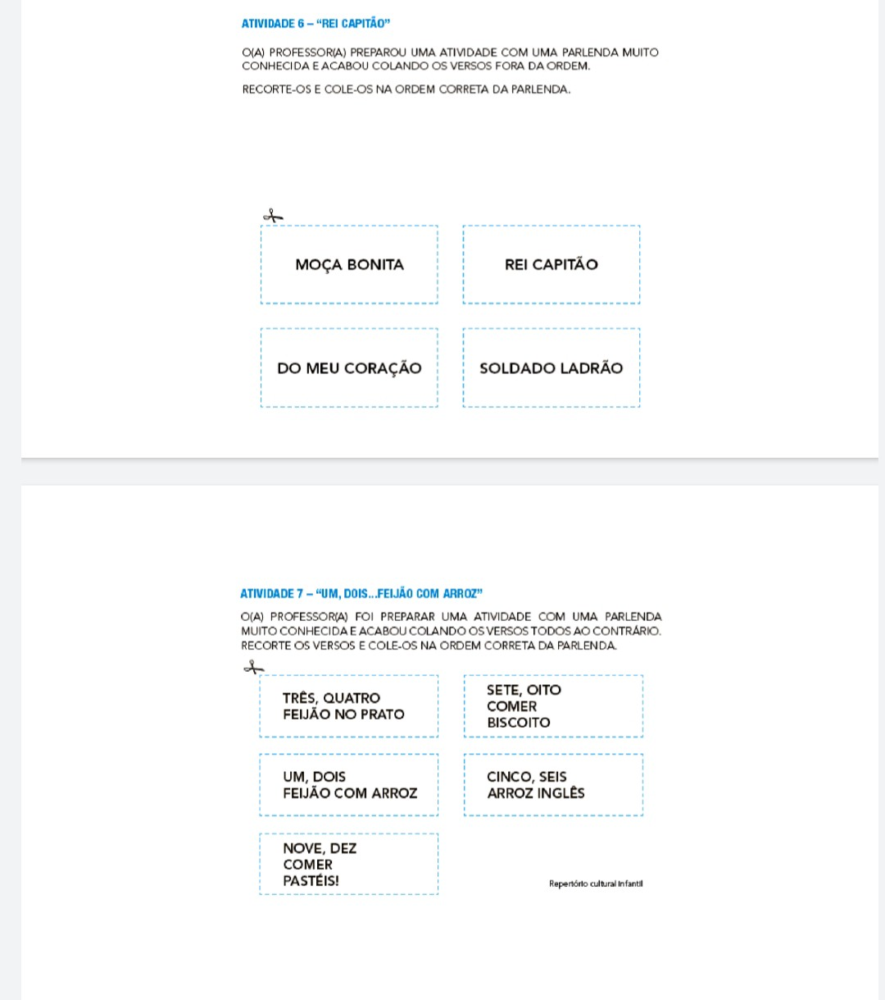 ATIVIDADE 6 – “REI CAPITÃO”
O(A) PROFESSOR(A) PREPAROU UMA ATIVIDADE COM UMA PARLENDA MUITO
CONHECIDA E ACABOU COLANDO OS VERSOS FORA DA ORDEM.
RECORTE-OS E COLE-OS NA ORDEM CORRETA DA PARLENDA.
MOÇA BONITA
REI CAPITÃO
DO MEU CORAÇÃO
SOLDADO LADRÃO
ATIVIDADE 7 – “UM, DOIS...FEIJÃO COM ARROZ”
O(A) PROFESSOR(A) FOI PREPARAR UMA ATIVIDADE COM UMA PARLENDA
MUITO CONHECIDA E ACABOU COLANDO OS VERSOS TODOS AO CONTRÁRIO.
RECORTE OS VERSOS E COLE-OS NA ORDEM CORRETA DA PARLENDA.
TRÊS, QUATRO
FEIJÃO NO PRATO
SETE, OITO
COMER
BISCOITO
UM, DOIS
FEIJÃO COM ARROZ
CINCO, SEIS
ARROZ INGLÊS
NOVE, DEZ
COMER
PASTÉIS!
Repertório cultural Infantil